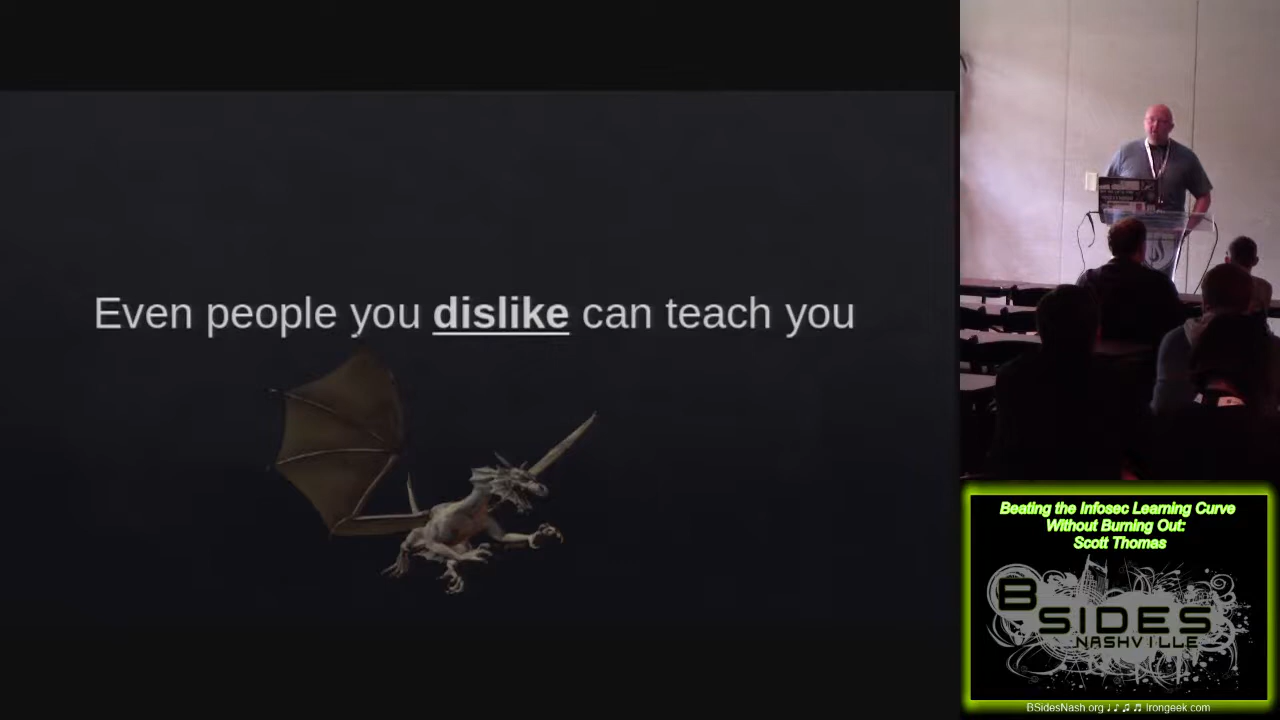 Even people you dislike can teach you
Beating the Infosec Learning Curve
Without Burning Out:
Scott Thomas
BSIDES
NASHVILLE
BSidesNash.org ♩ ♪ ♫ ♬ Irongeek.com